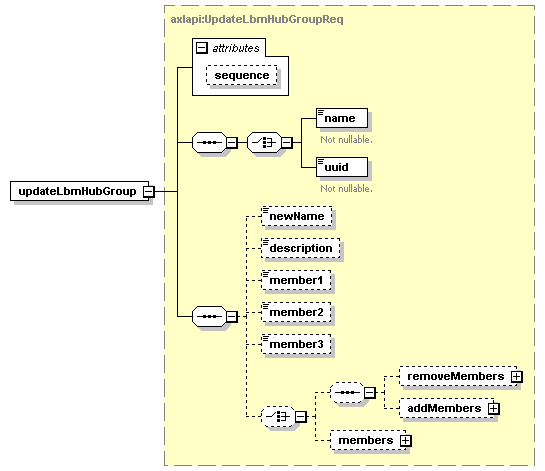 axlapi:UpdateLbmHubGroupReq
attributes
sequence
name
Not nullable.
uuid
Not nullable.
updateLbmHubGroup
newName
description
member1
member2
member3
removeMembers
addMembers
members